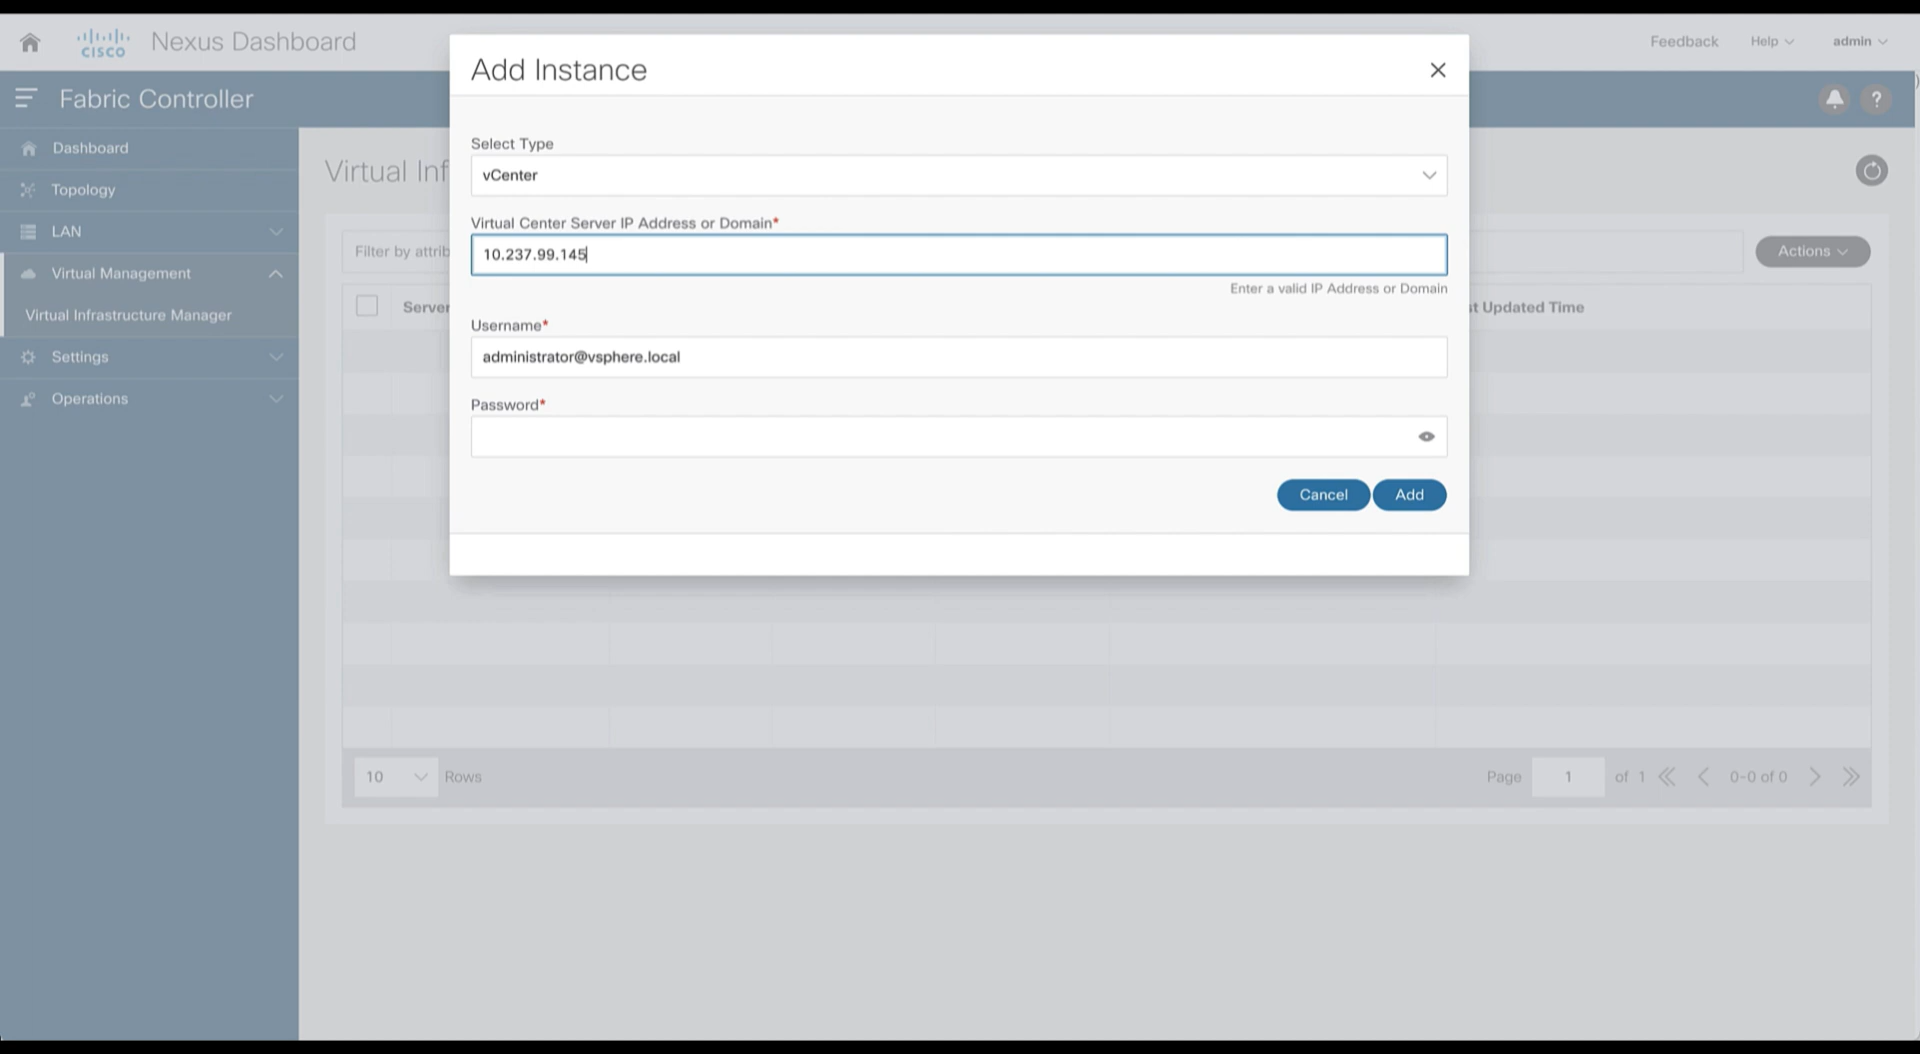 CISCO Nexus Dashboard
Feedback Help admin
Fabric Controller
?
Dashboard
Topology
LAN
Virtual Management
Virtual Infrastructure Manager
Settings
Operations
Virtual Inf
Filter by attrib
Actions
Server
t Updated Time
Add Instance
Select Type
vCenter
Virtual Center Server IP Address or Domain*
10.237.99.145
Enter a valid IP Address or Domain
Username*
administrator@vsphere.local
Password*
Cancel Add
10 Rows
Page 1 of 1 0-0 of 0